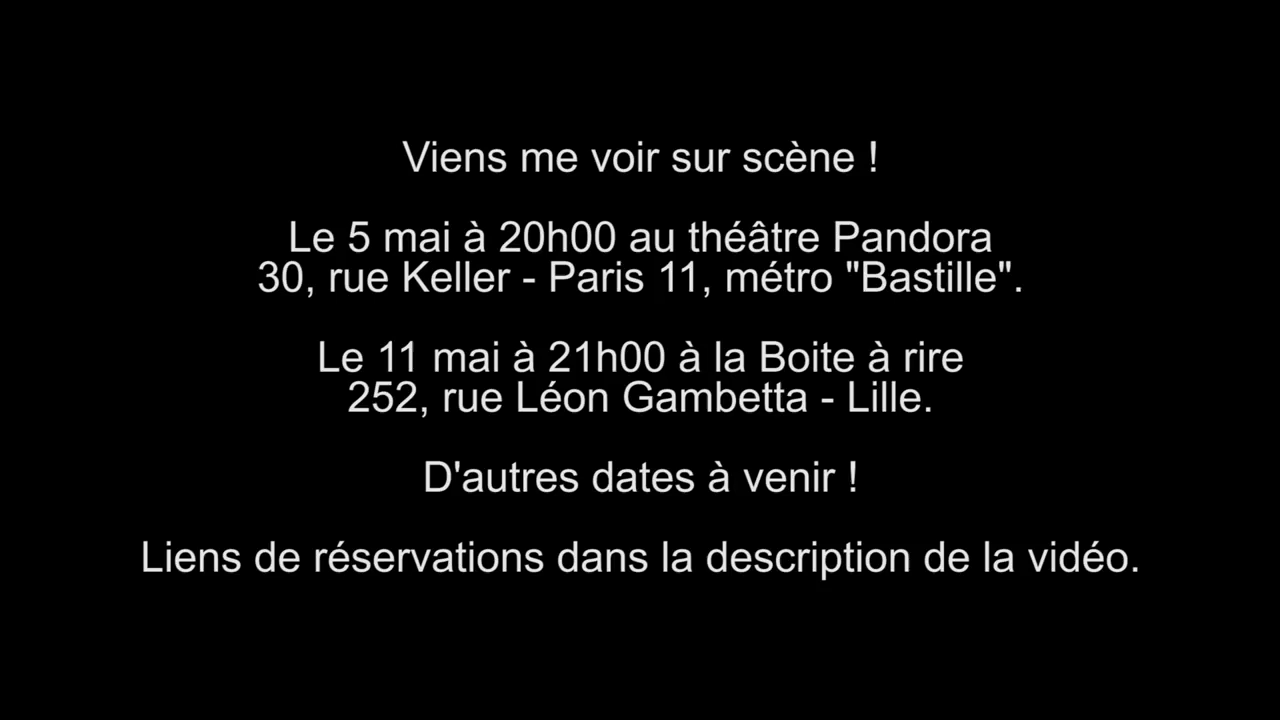 Viens me voir sur scène !
Le 5 mai à 20h00 au théâtre Pandora
30, rue Keller - Paris 11, métro "Bastille".
Le 11 mai à 21h00 à la Boite à rire
252, rue Léon Gambetta - Lille.
D'autres dates à venir !
Liens de réservations dans la description de la vidéo.